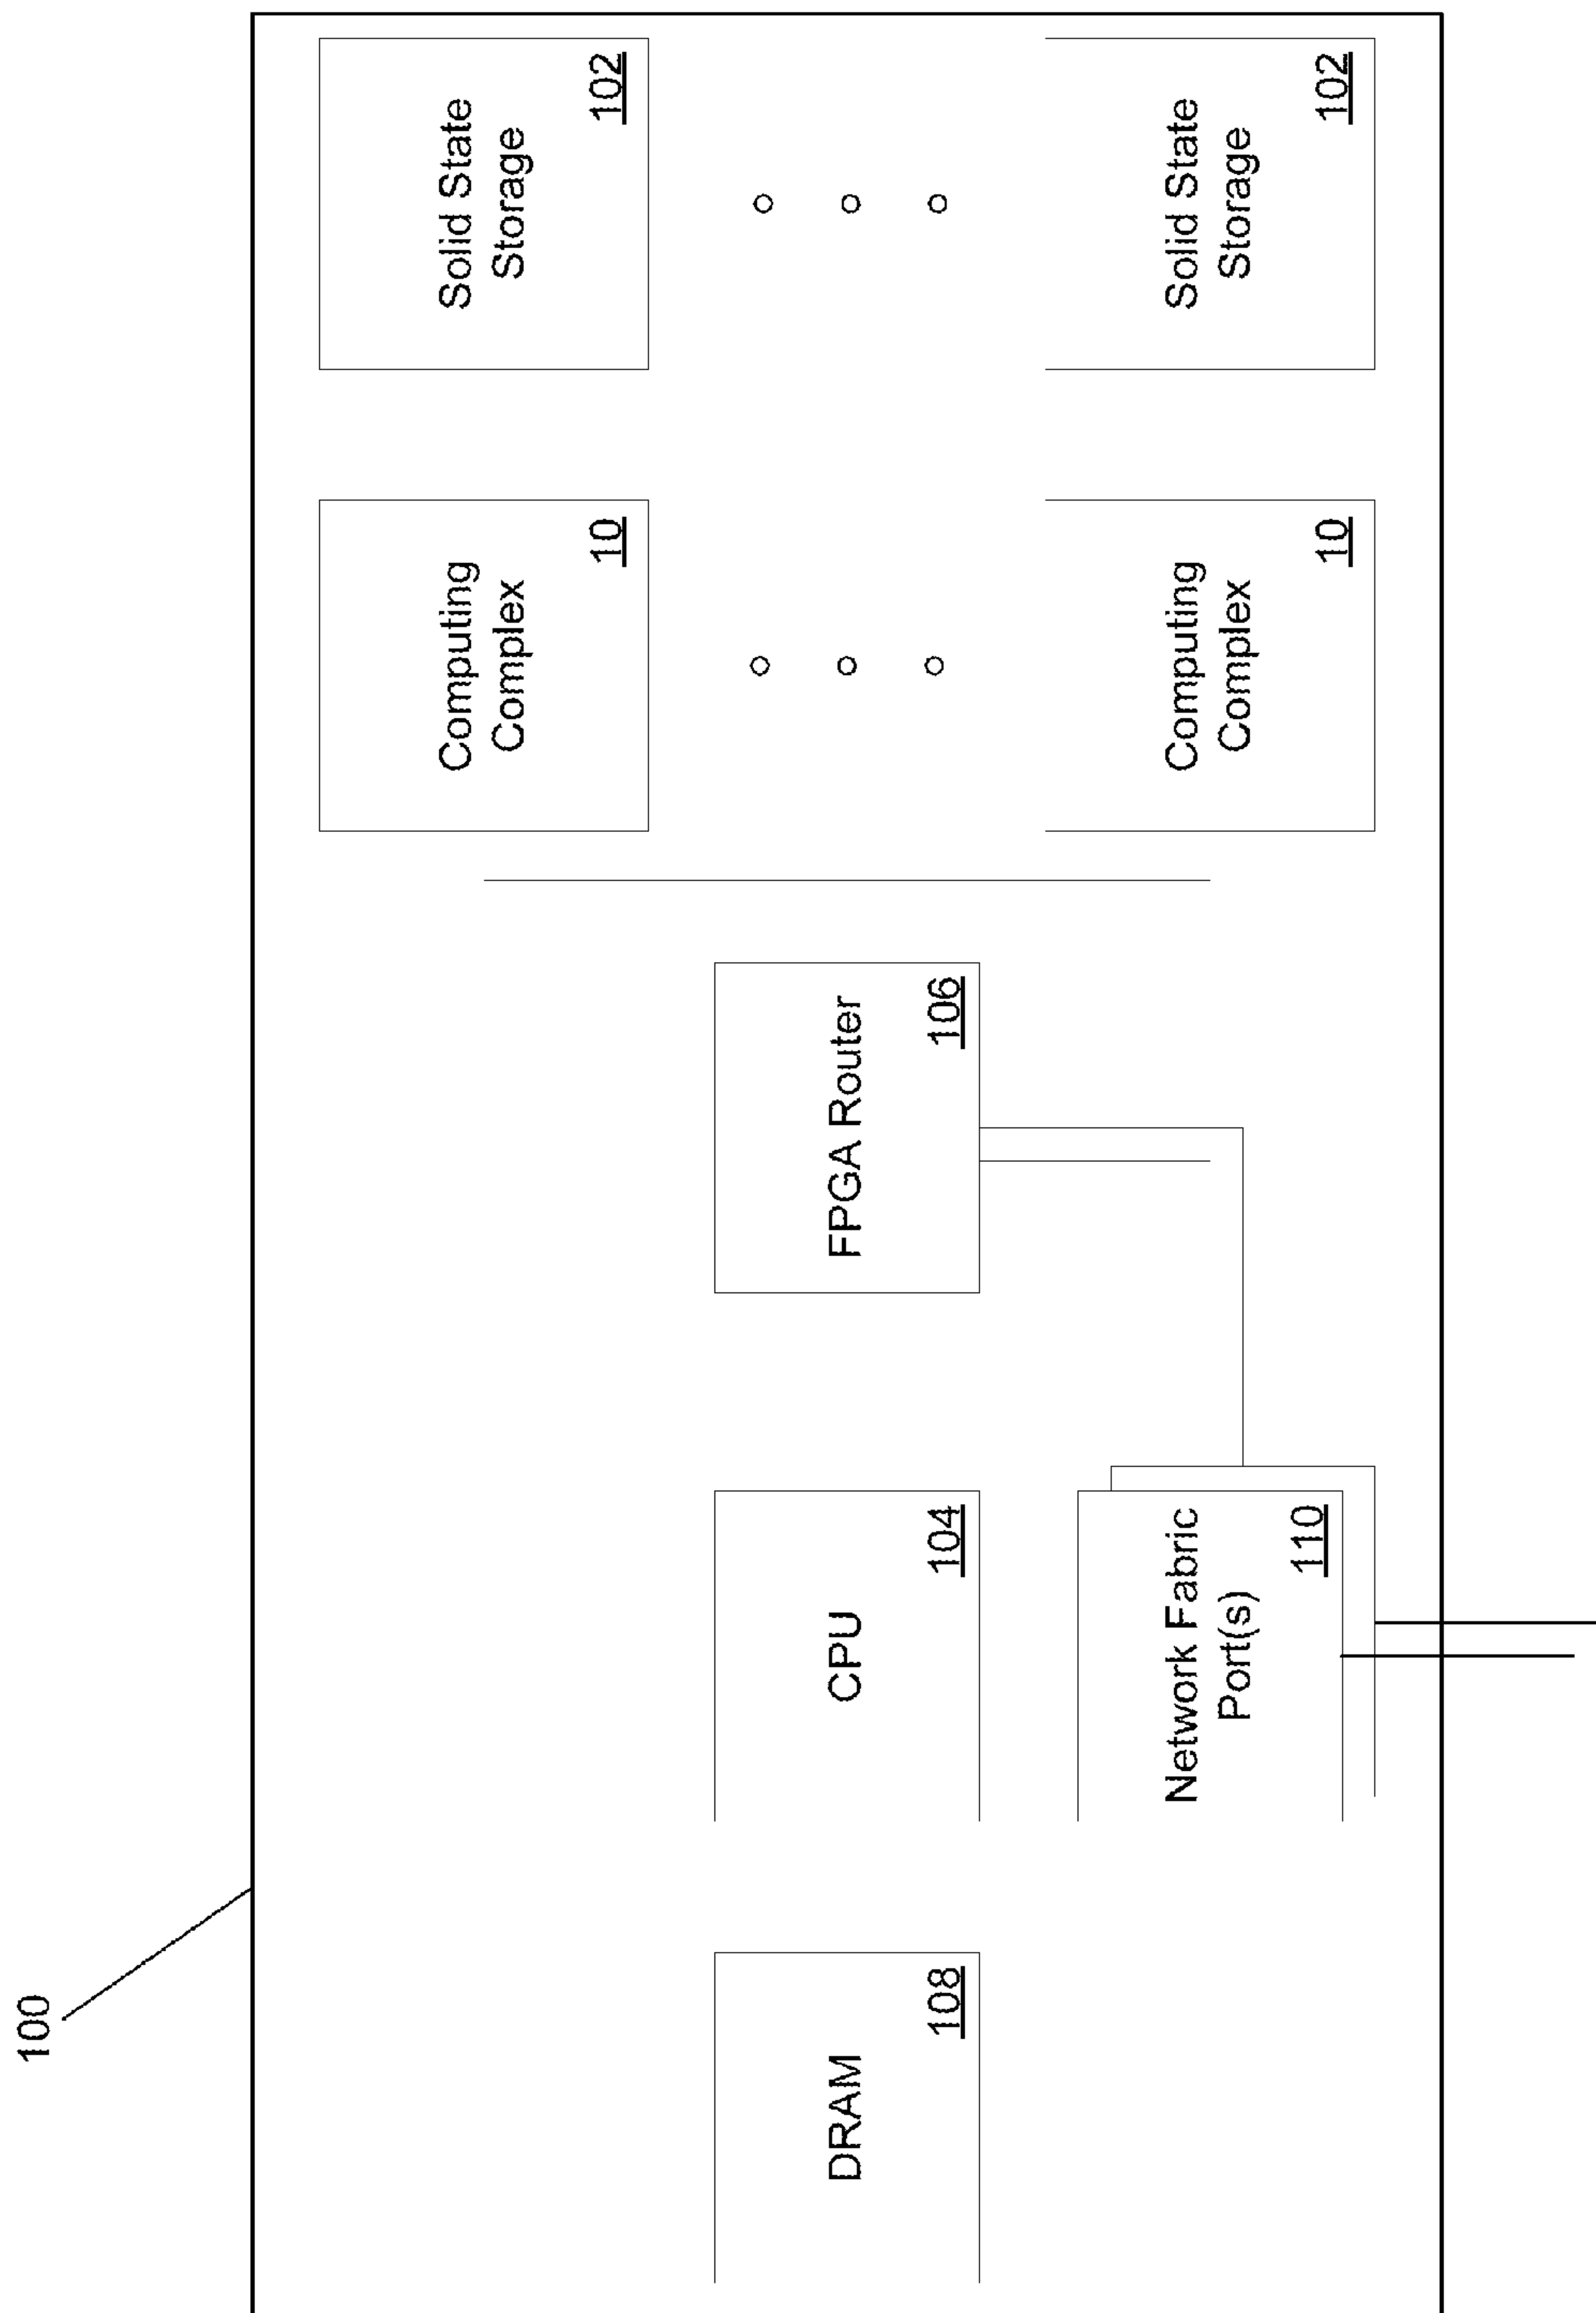 100
Solid State
Storage
102
Solid State
Storage
102
Computing
Complex
10
Computing
Complex
10
FPGA Router
106
CPU
104
Network Fabric
Port(s)
110
DRAM
108